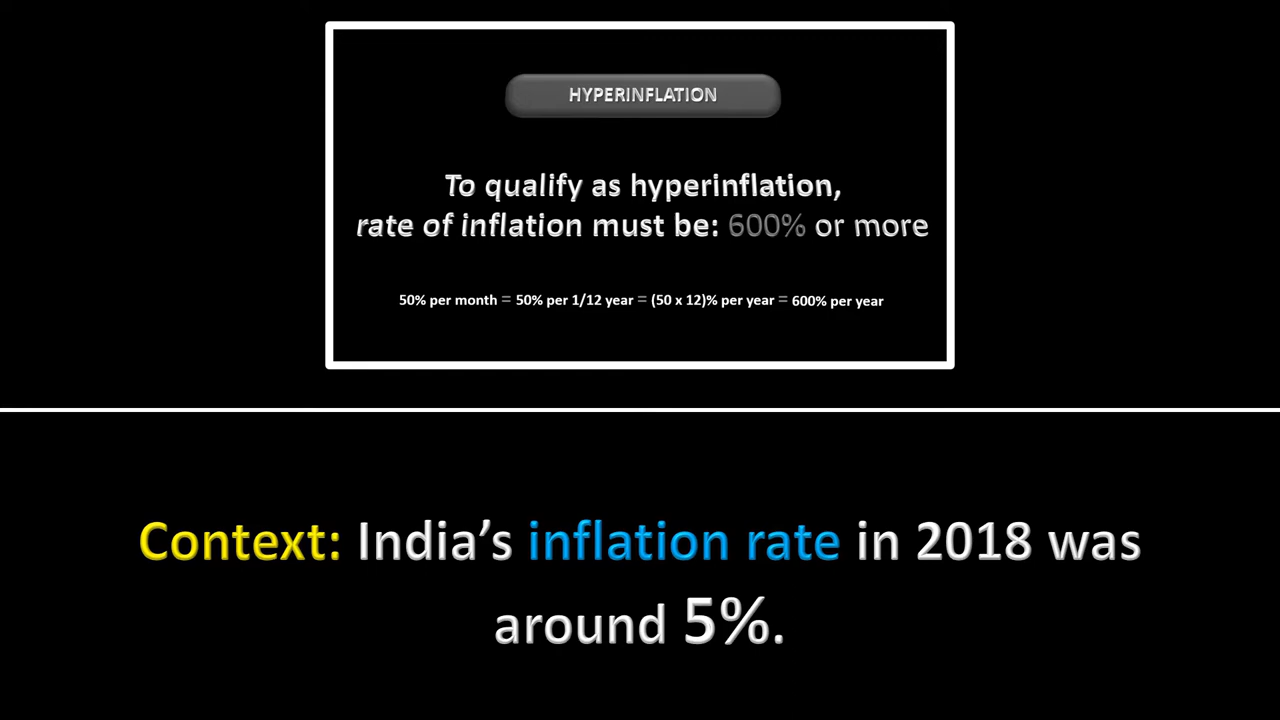 HYPERINFLATION
To qualify as hyperinflation,
rate of inflation must be: 600% or more
50% per month = 50% per 1/12 year = (50 x 12)% per year = 600% per year
Context: India’s inflation rate in 2018 was
around 5%.